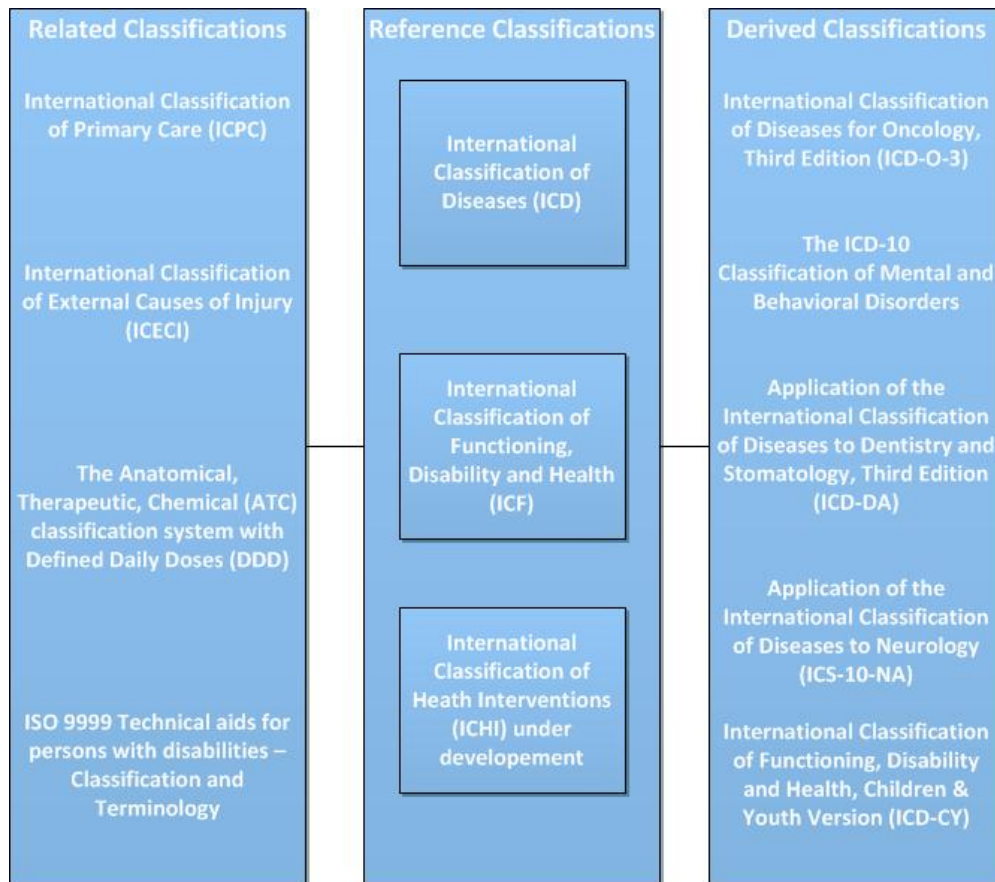 Related Classifications
International Classification
of Primary Care (ICPC)
International Classification
of External Causes of Injury
(ICECI)
The Anatomical,
Therapeutic, Chemical (ATC)
classification system with
Defined Daily Doses (DDD)
ISO 9999 Technical aids for
persons with disabilities –
Classification and
Terminology
Reference Classifications
International
Classification of
Diseases (ICD)
International
Classification of
Functioning,
Disability and Health
(ICF)
International
Classification of
Heath Interventions
(ICHI) under
developement
Derived Classifications
International Classification
of Diseases for Oncology,
Third Edition (ICD-O-3)
The ICD-10
Classification of Mental and
Behavioral Disorders
Application of the
International Classification
of Diseases to Dentistry and
Stomatology, Third Edition
(ICD-DA)
Application of the
International Classification
of Diseases to Neurology
(ICS-10-NA)
International Classification
of Functioning, Disability
and Health, Children &
Youth Version (ICD-CY)